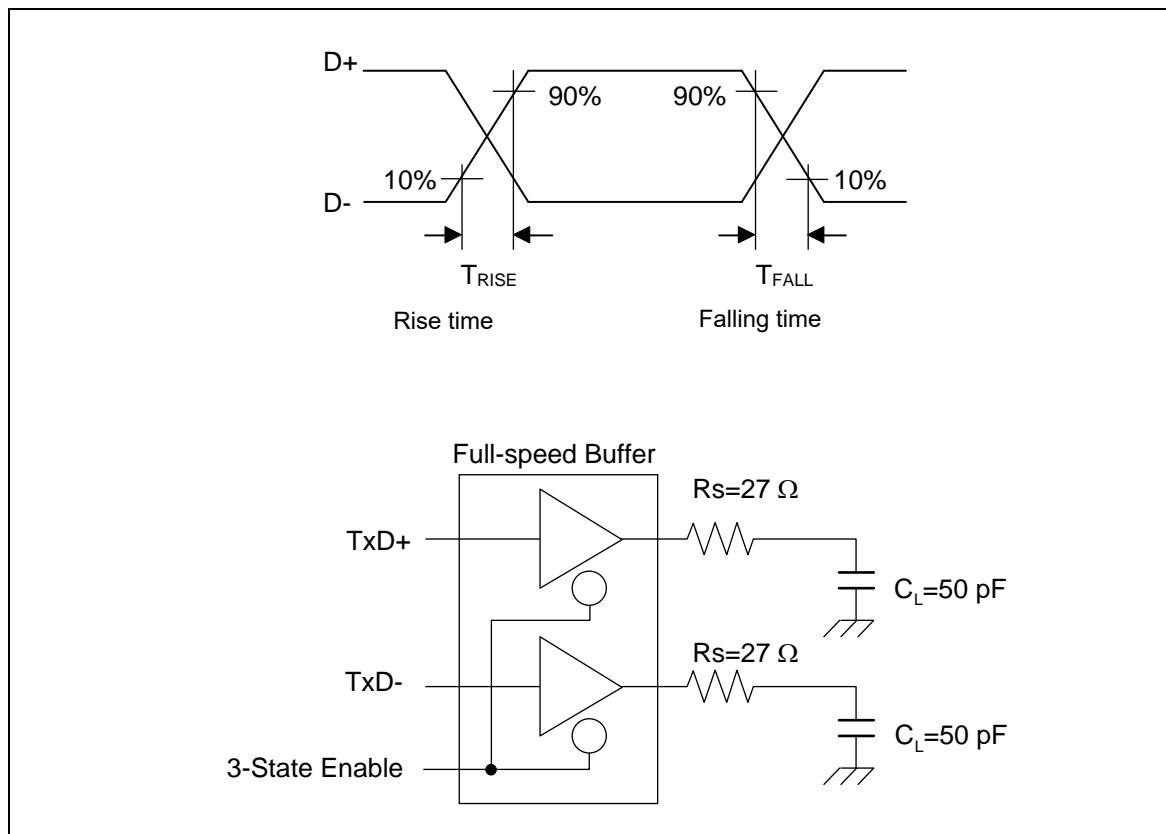 D+
90% 90%
10% 10%
D-
TRISE TFALL
Rise time Falling time
Full-speed Buffer
Rs=27 Ω
TxD+
CL=50 pF
Rs=27 Ω
TxD-
CL=50 pF
3-State Enable